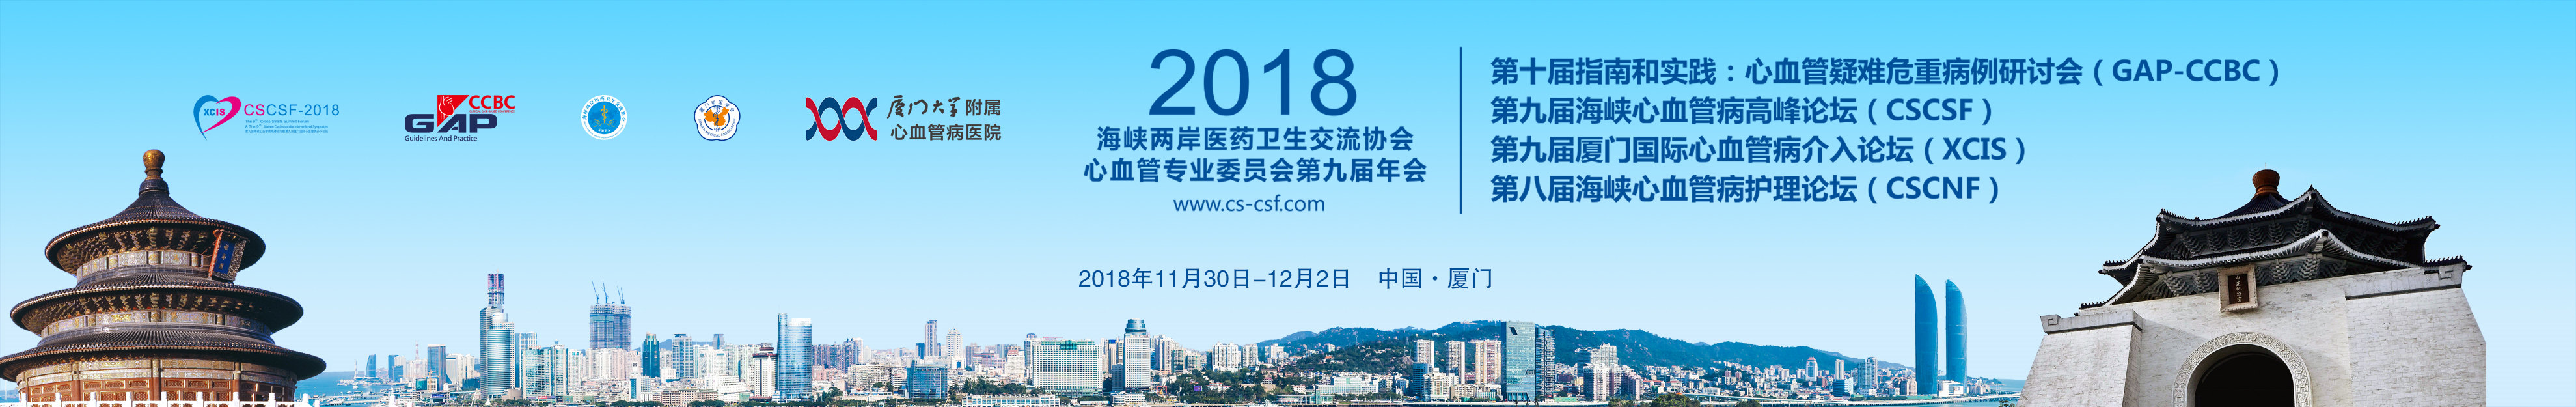 XCIS
CSCSF-2018
CCBC
GAP
Guidelines And Practice
厦门大学附属
心血管病医院
2018
海峡两岸医药卫生交流协会
心血管专业委员会第九届年会
www.cs-csf.com
第十届指南和实践：心血管疑难危重病例研讨会（GAP-CCBC）
第九届海峡心血管病高峰论坛（CSCSF）
第九届厦门国际心血管病介入论坛（XCIS）
第八届海峡心血管病护理论坛（CSCNF）
2018年11月30日-12月2日 中国·厦门